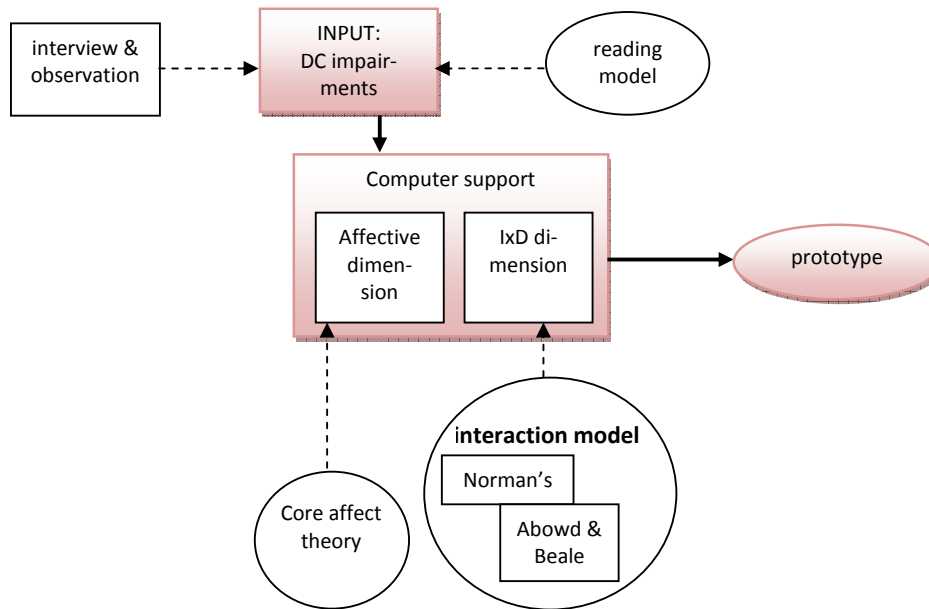 interview &
observation
INPUT:
DC impair-
ments
reading
model
Computer support
Affective
dimen-
sion
IxD di-
mension
prototype
interaction model
Norman's
Abowd &
Beale
Core affect
theory